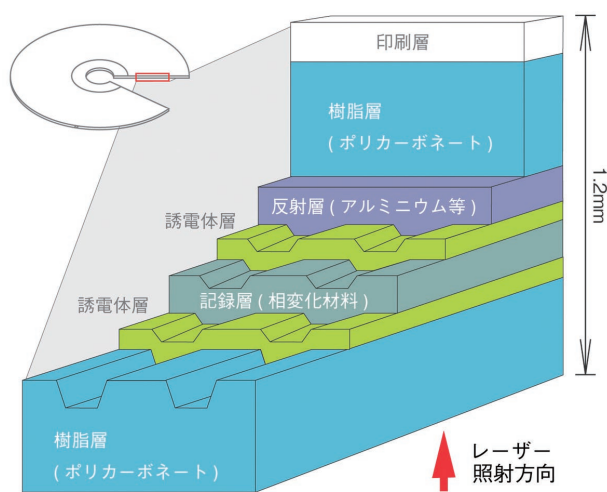 印刷層
樹脂層
(ポリカーボネート)
反射層(アルミニウム等)
誘電体層
記録層(相変化材料)
誘電体層
樹脂層
(ポリカーボネート)
1.2mm
レーザー
照射方向